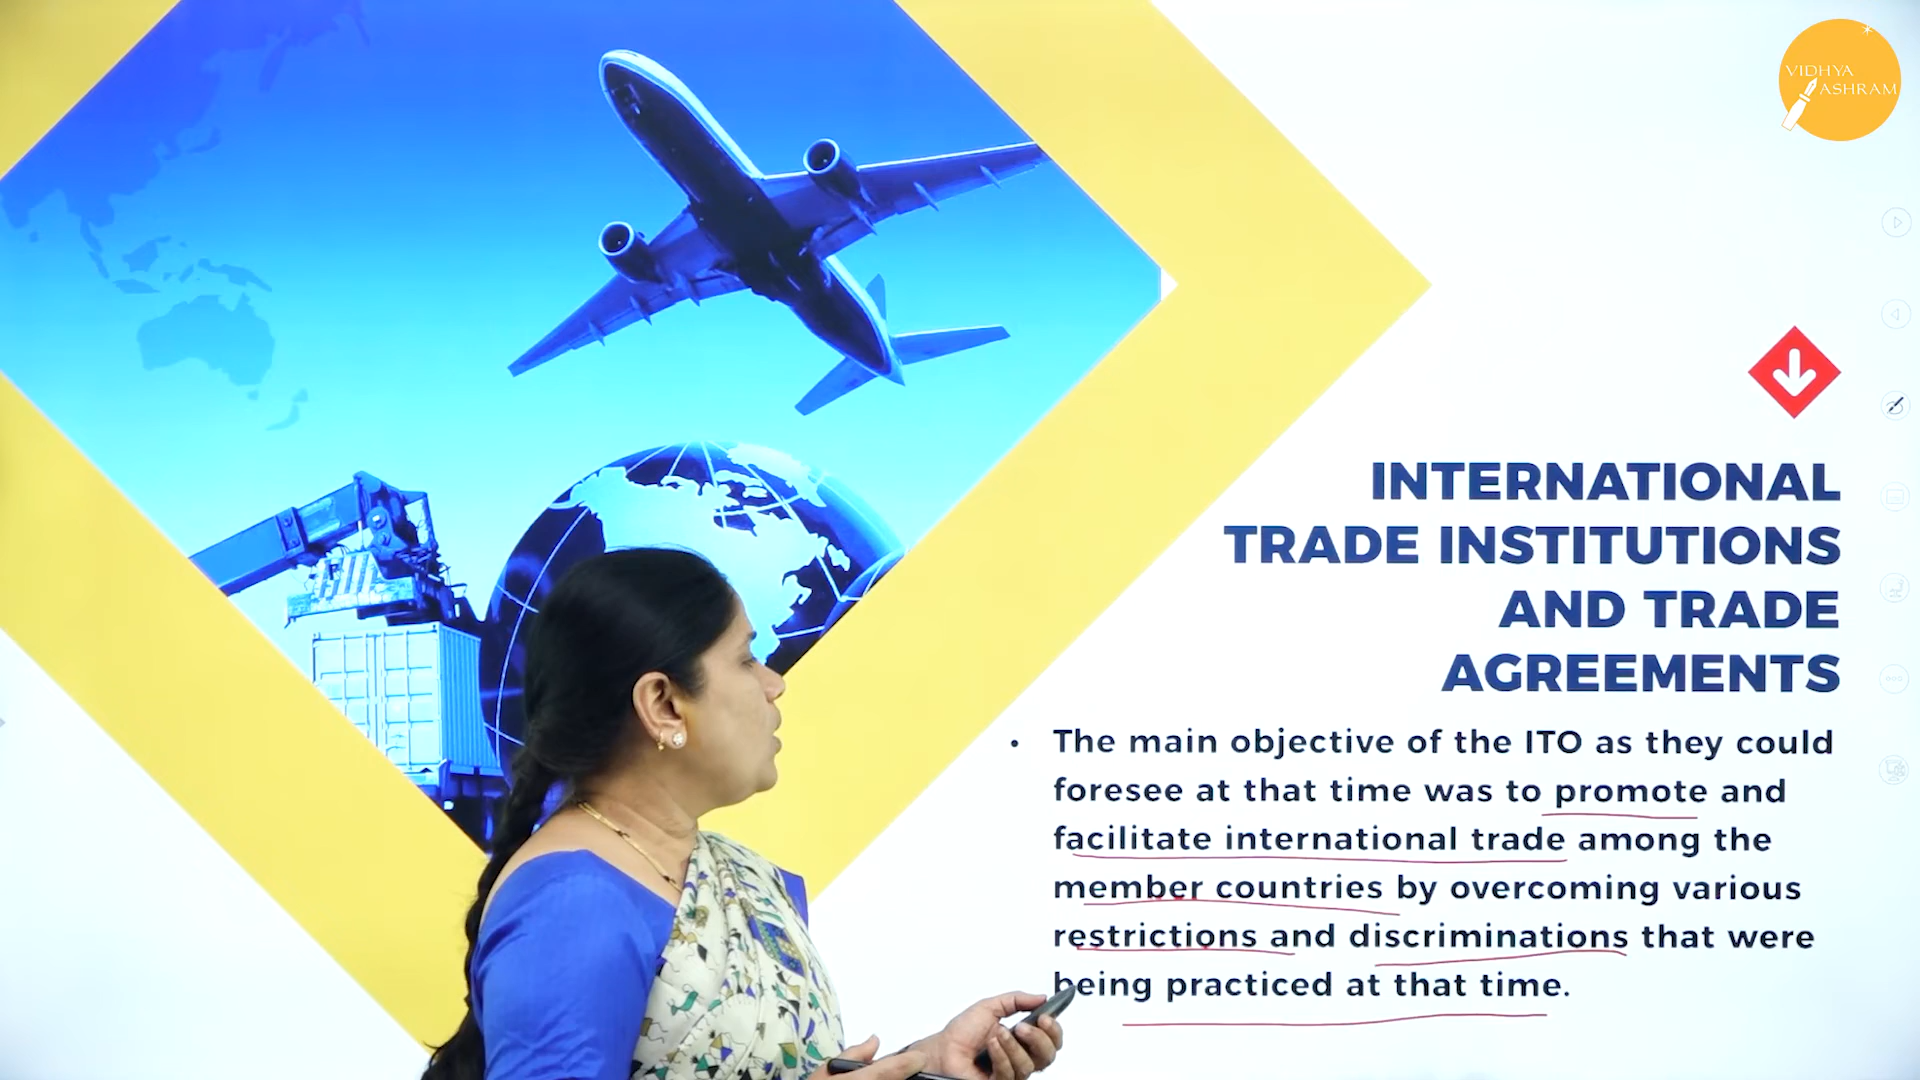 VIDHYA
ASHRAM
INTERNATIONAL
TRADE INSTITUTIONS
AND TRADE
AGREEMENTS
• The main objective of the ITO as they could
foresee at that time was to promote and
facilitate international trade among the
member countries by overcoming various
restrictions and discriminations that were
being practiced at that time.